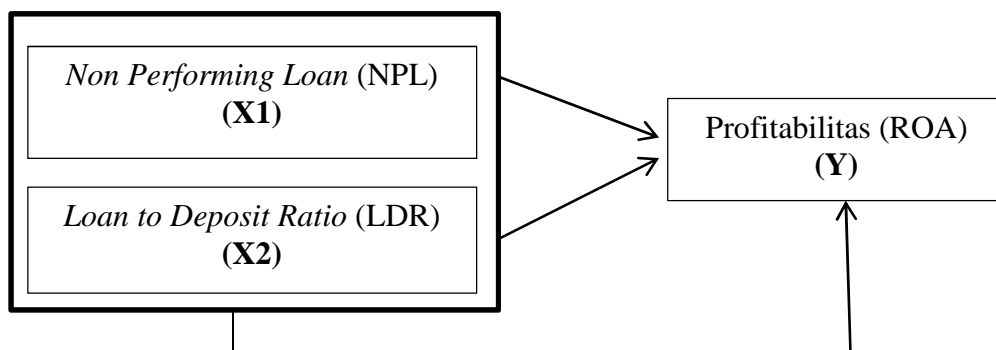 Non Performing Loan (NPL)
(X1)
Loan to Deposit Ratio (LDR)
(X2)
Profitabilitas (ROA)
(Y)